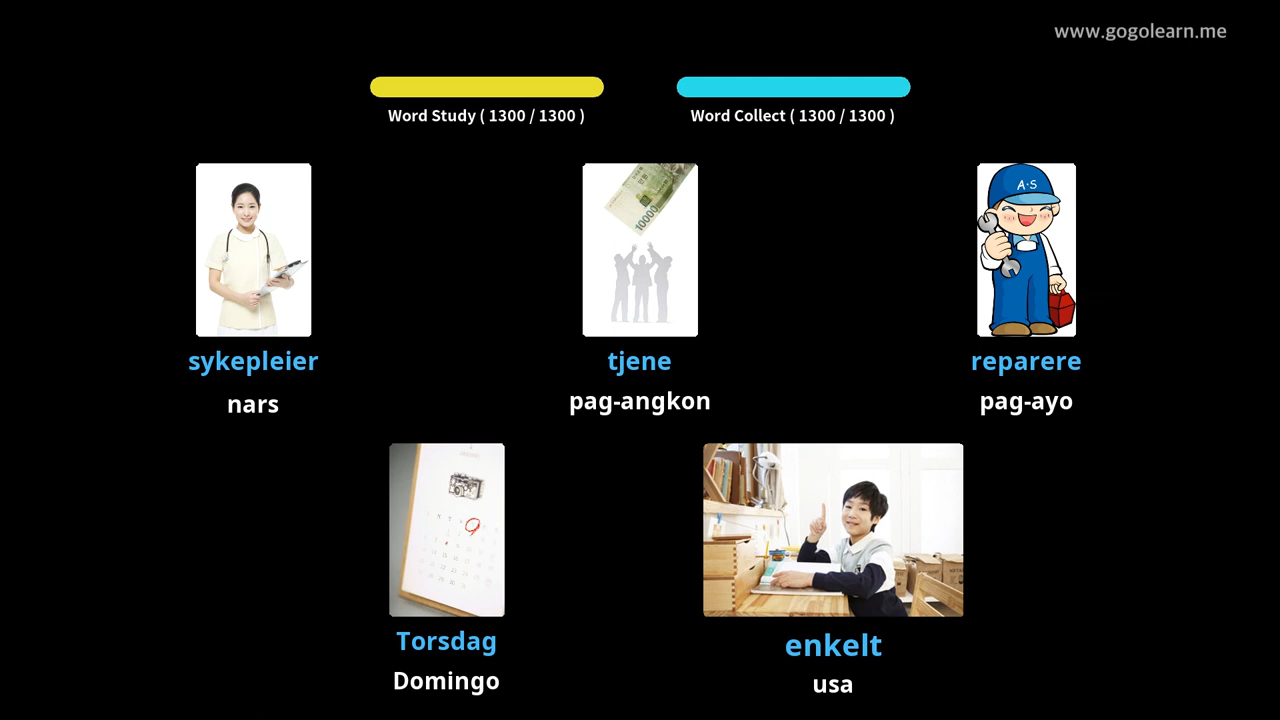 www.gogolearn.me
Word Study ( 1300 / 1300 )
Word Collect ( 1300 / 1300 )
10000
A·S
sykepleier
tjene
reparere
nars
pag-angkon
pag-ayo
Torsdag
enkelt
Domingo
usa